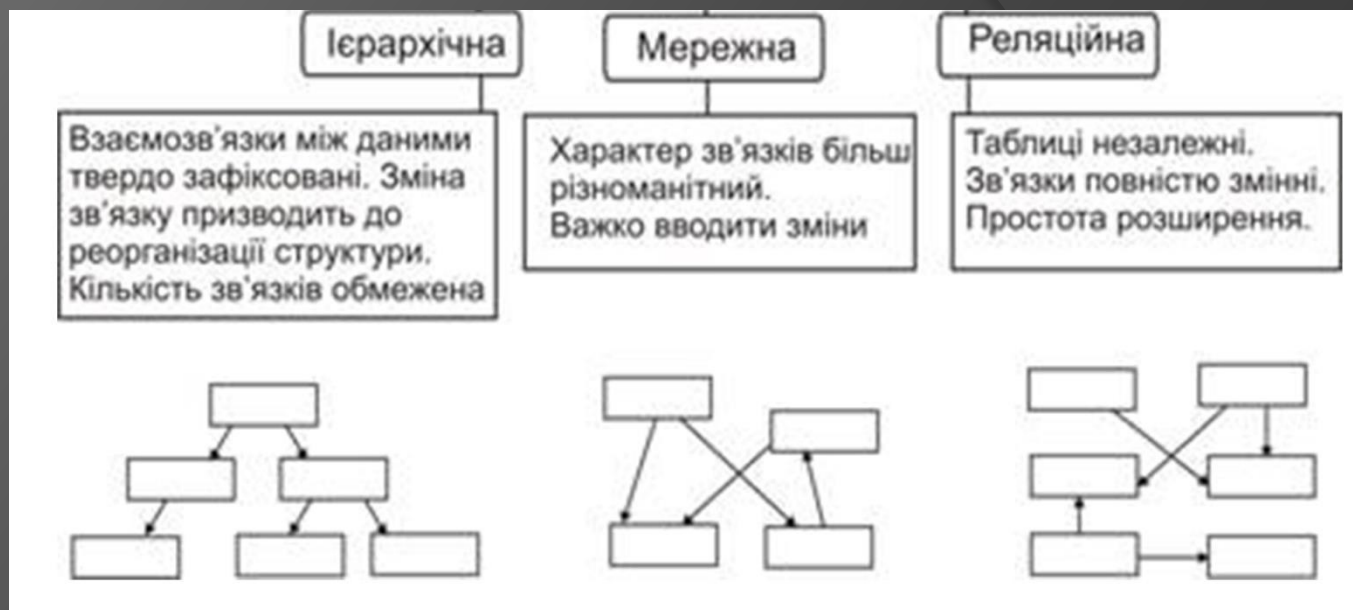 Ієрархічна
Мережна
Реляційна
Взаємозв'язки між даними
твердо зафіксовані. Зміна
зв'язку призводить до
реорганізації структури.
Кількість зв'язків обмежена
Характер зв'язків більш
різноманітний.
Важко вводити зміни
Таблиці незалежні.
Зв'язки повністю змінні.
Простота розширення.